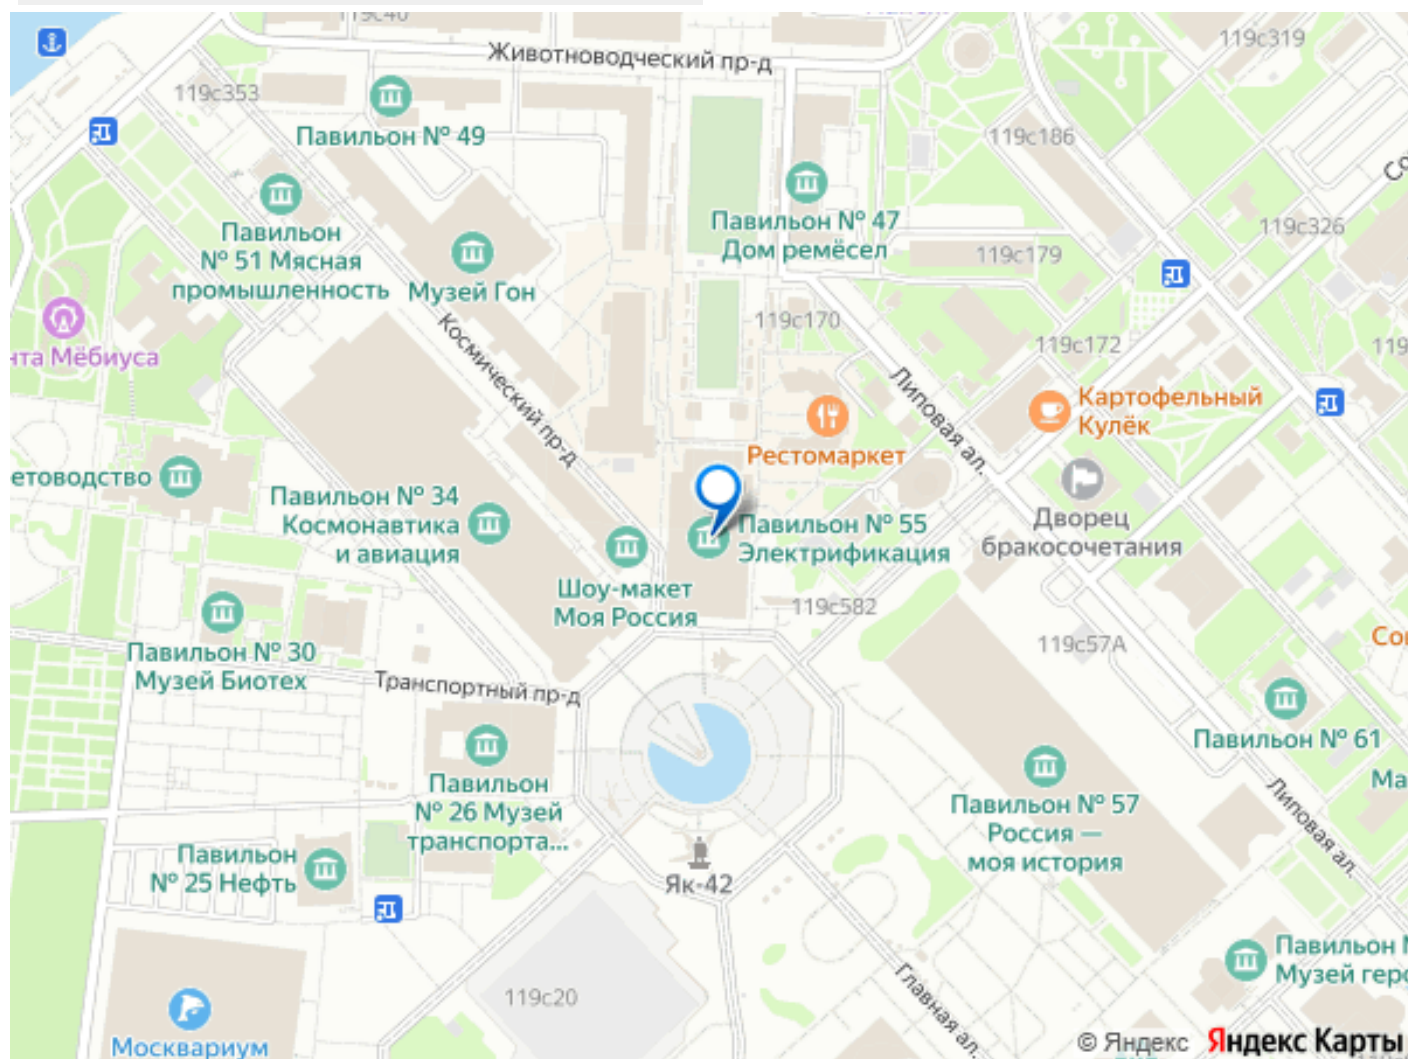 Животноводческий пр-д
119с319
119с353
Павильон № 49
119с186
Павильон
№ 51 Мясная
промышленность
Музей Гон
Павильон № 47
Дом ремёсел
119с326
119с179
119с170
119с172
119
Космический пр-д
Липовая ал.
Картофельный
Кулёк
Рестомаркет
Павильон № 34
Космонавтика
и авиация
Павильон № 55
Электрификация
Дворец
бракосочетания
Шоу-макет
Моя Россия
119с582
119с57А
Павильон № 30
Музей Биотех
Транспортный пр-д
Павильон № 61
Павильон
№ 26 Музей
транспорта...
Павильон № 57
Россия —
моя история
Липовая ал.
Павильон
№ 25 Нефть
Як-42
Павильон
Музей
119с20
Главная ал.
Москвариум
© Яндекс Яндекс Карты